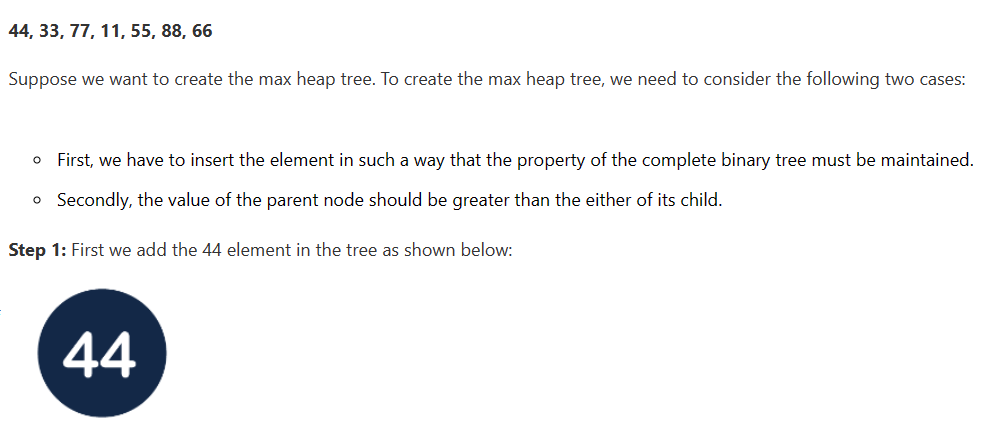 44, 33, 77, 11, 55, 88, 66
Suppose we want to create the max heap tree. To create the max heap tree, we need to consider the following two cases:
First, we have to insert the element in such a way that the property of the complete binary tree must be maintained.
Secondly, the value of the parent node should be greater than the either of its child.
Step 1: First we add the 44 element in the tree as shown below:
44